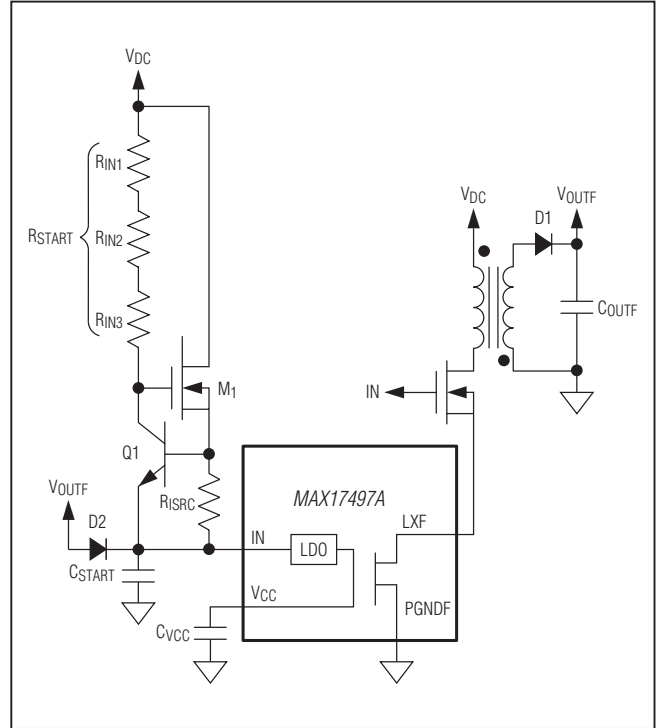 VDC
RIN1
RSTART
RIN2
RIN3
M1
Q1
VOUTF
D2
CSTART
RISRC
IN
MAX17497A
LDO
LXF
VCC
CVCC
PGNDF
VDC
D1
VOUTF
COUTF
IN